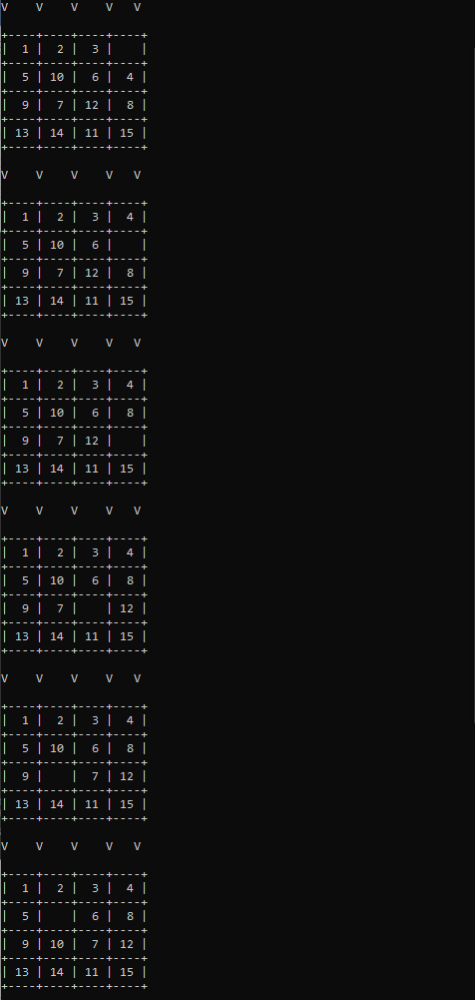 V    V    V    V   V
+----+----+----+----+
|  1 |  2 |  3 |    |
+----+----+----+----+
|  5 | 10 |  6 |  4 |
+----+----+----+----+
|  9 |  7 | 12 |  8 |
+----+----+----+----+
| 13 | 14 | 11 | 15 |
+----+----+----+----+
V    V    V    V   V
+----+----+----+----+
|  1 |  2 |  3 |  4 |
+----+----+----+----+
|  5 | 10 |  6 |    |
+----+----+----+----+
|  9 |  7 | 12 |  8 |
+----+----+----+----+
| 13 | 14 | 11 | 15 |
+----+----+----+----+
V    V    V    V   V
+----+----+----+----+
|  1 |  2 |  3 |  4 |
+----+----+----+----+
|  5 | 10 |  6 |  8 |
+----+----+----+----+
|  9 |  7 | 12 |    |
+----+----+----+----+
| 13 | 14 | 11 | 15 |
+----+----+----+----+
V    V    V    V   V
+----+----+----+----+
|  1 |  2 |  3 |  4 |
+----+----+----+----+
|  5 | 10 |  6 |  8 |
+----+----+----+----+
|  9 |  7 |    | 12 |
+----+----+----+----+
| 13 | 14 | 11 | 15 |
+----+----+----+----+
V    V    V    V   V
+----+----+----+----+
|  1 |  2 |  3 |  4 |
+----+----+----+----+
|  5 | 10 |  6 |  8 |
+----+----+----+----+
|  9 |    |  7 | 12 |
+----+----+----+----+
| 13 | 14 | 11 | 15 |
+----+----+----+----+
V    V    V    V   V
+----+----+----+----+
|  1 |  2 |  3 |  4 |
+----+----+----+----+
|  5 |    |  6 |  8 |
+----+----+----+----+
|  9 | 10 |  7 | 12 |
+----+----+----+----+
| 13 | 14 | 11 | 15 |
+----+----+----+----+